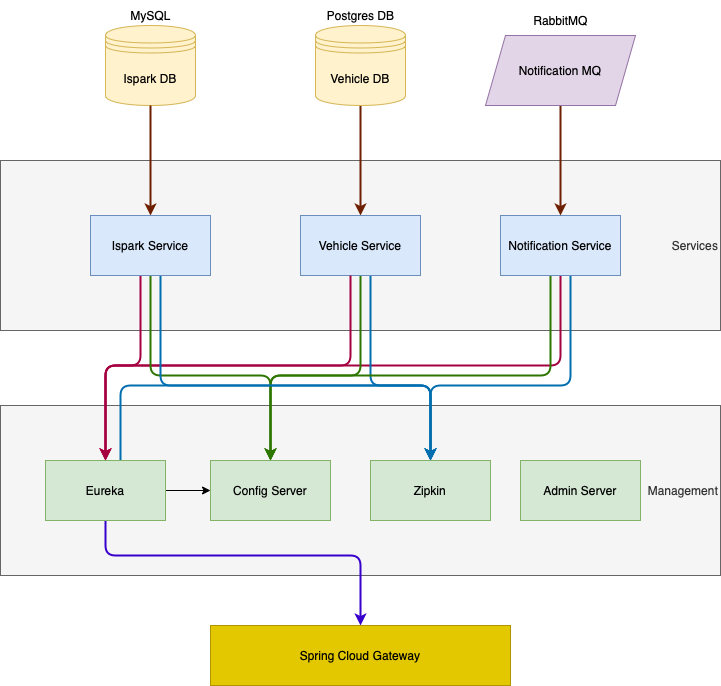 MySQL
Postgres DB
RabbitMQ
Ispark DB
Vehicle DB
Notification MQ
Ispark Service
Vehicle Service
Notification Service
Services
Eureka
Config Server
Zipkin
Admin Server
Management
Spring Cloud Gateway